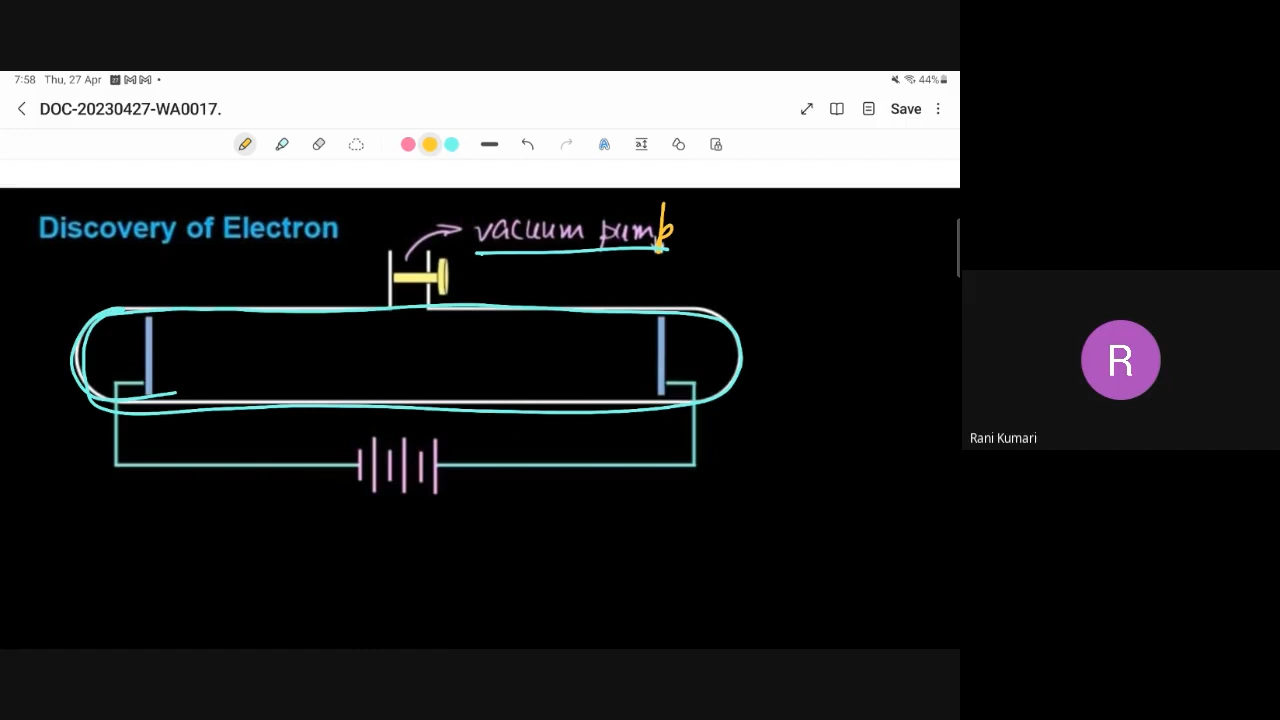 7:58 Thu, 27 Apr
44%
DOC-20230427-WA0017.
Save
Discovery of Electron
vacuum pump
R
Rani Kumari